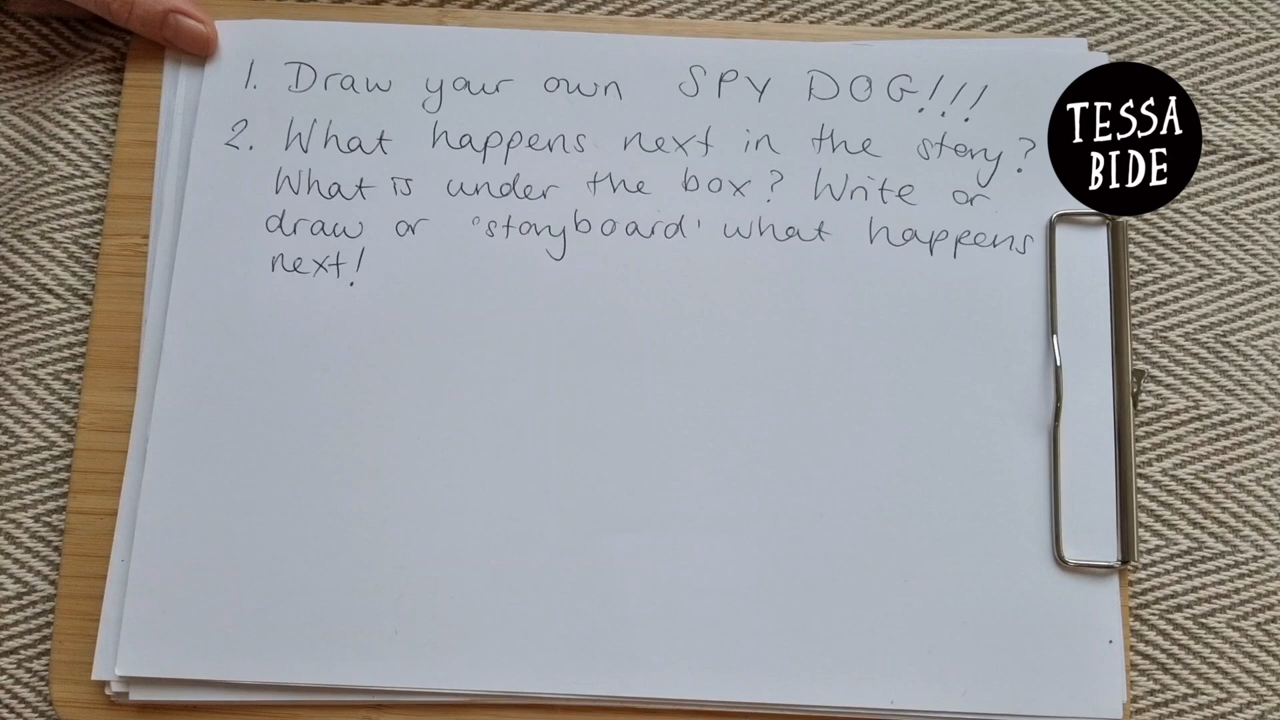 1. Draw your own SPY DOG!!!
2. What happens next in the story?
What is under the box? Write or
draw or 'storyboard' what happens
next!
TESSA
BIDE